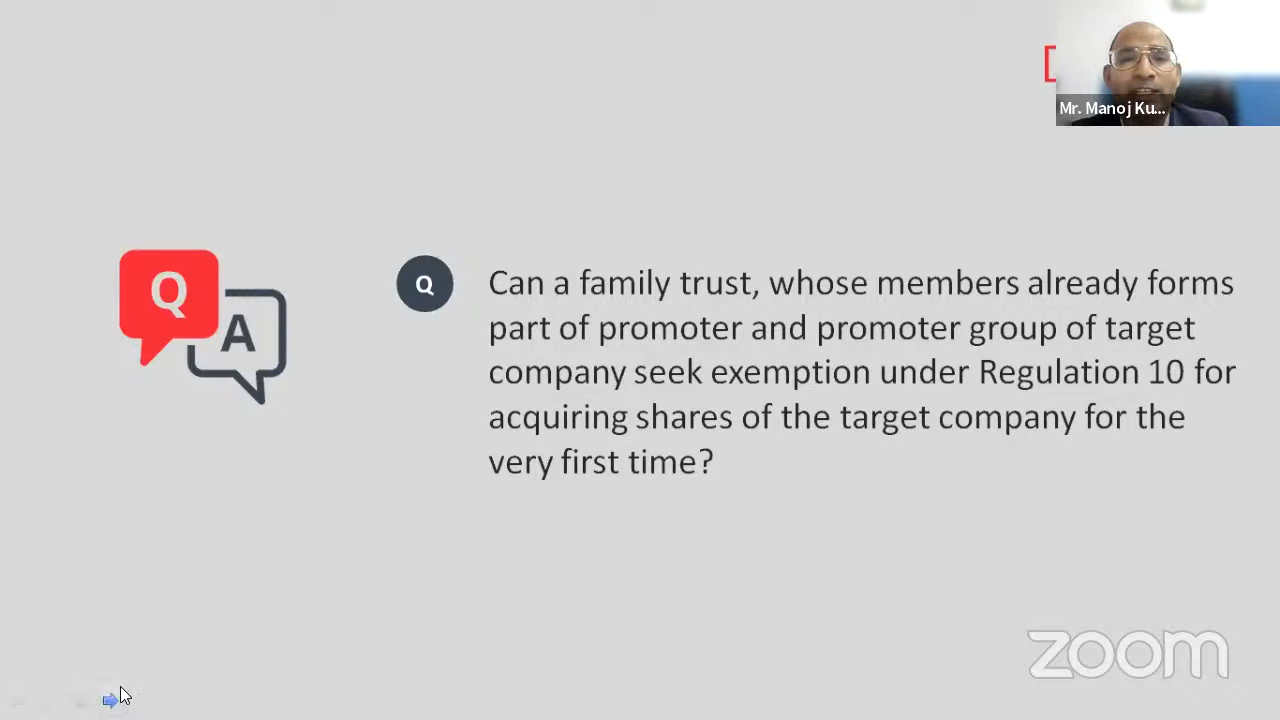 Mr. Manoj Ku...
Q
A
Q
Can a family trust, whose members already forms
part of promoter and promoter group of target
company seek exemption under Regulation 10 for
acquiring shares of the target company for the
very first time?
zoom